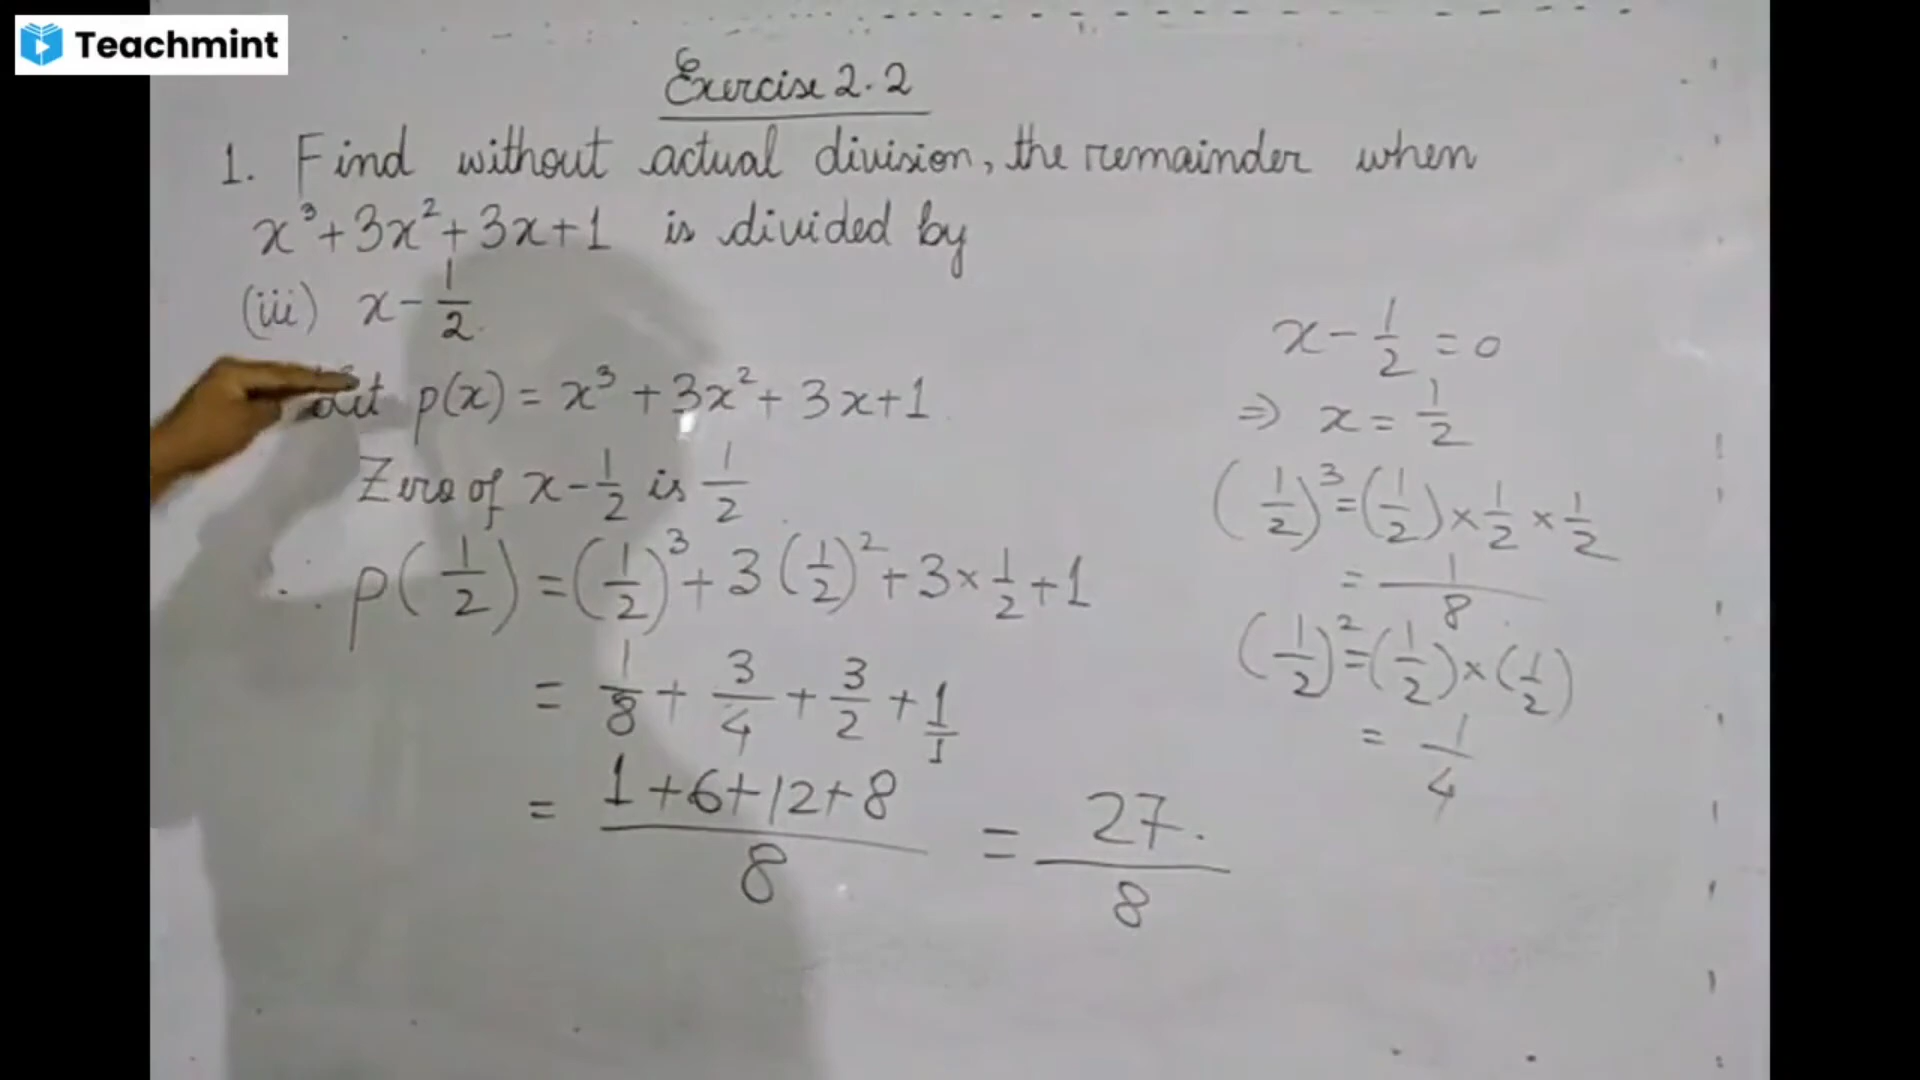 Teachmint
Exercise 2.2
1. Find without actual division, the remainder when
x³+3x²+3x+1 is divided by
(iii) x - 1/2.
Let p(x) = x³ + 3x² + 3x+1
Zero of x - 1/2 is 1/2
∴ p(1/2) = (1/2)³ + 3(1/2)² + 3 × 1/2 + 1
= 1/8 + 3/4 + 3/2 + 1/1
= 1+6+12+8/8 = 27./8
x - 1/2 = 0
⇒ x = 1/2
(1/2)³ = (1/2) × 1/2 × 1/2
= 1/8
(1/2)² = (1/2) × (1/2)
= 1/4